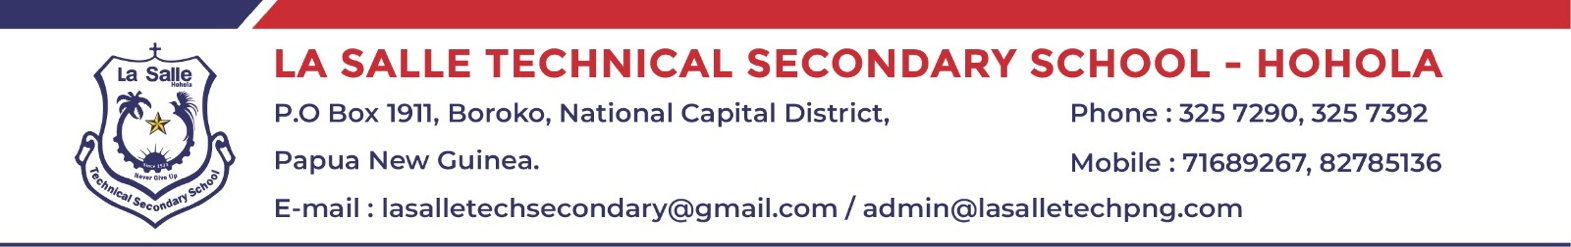 LA SALLE TECHNICAL SECONDARY SCHOOL - HOHOLA
P.O Box 1911, Boroko, National Capital District,
Papua New Guinea.
E-mail : lasalletechsecondary@gmail.com / admin@lasalletechpng.com
Phone : 325 7290, 325 7392
Mobile : 71689267, 82785136
La Salle
Hohola
Never Give Up
Technical Secondary School